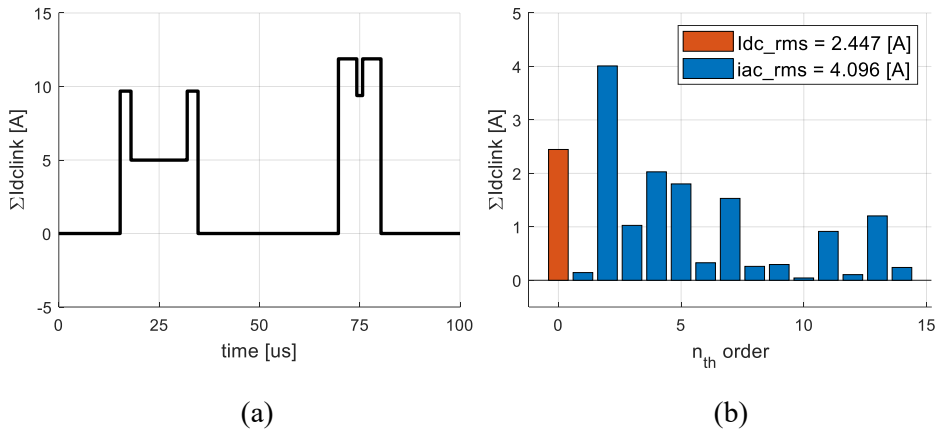 15
10
5
0
-5
ΣIdclink [A]
0
25
50
75
100
time [us]
(a)
5
4
3
2
1
0
ΣIdclink [A]
Idc_rms = 2.447 [A]
iac_rms = 4.096 [A]
0
5
10
15
nth order
(b)